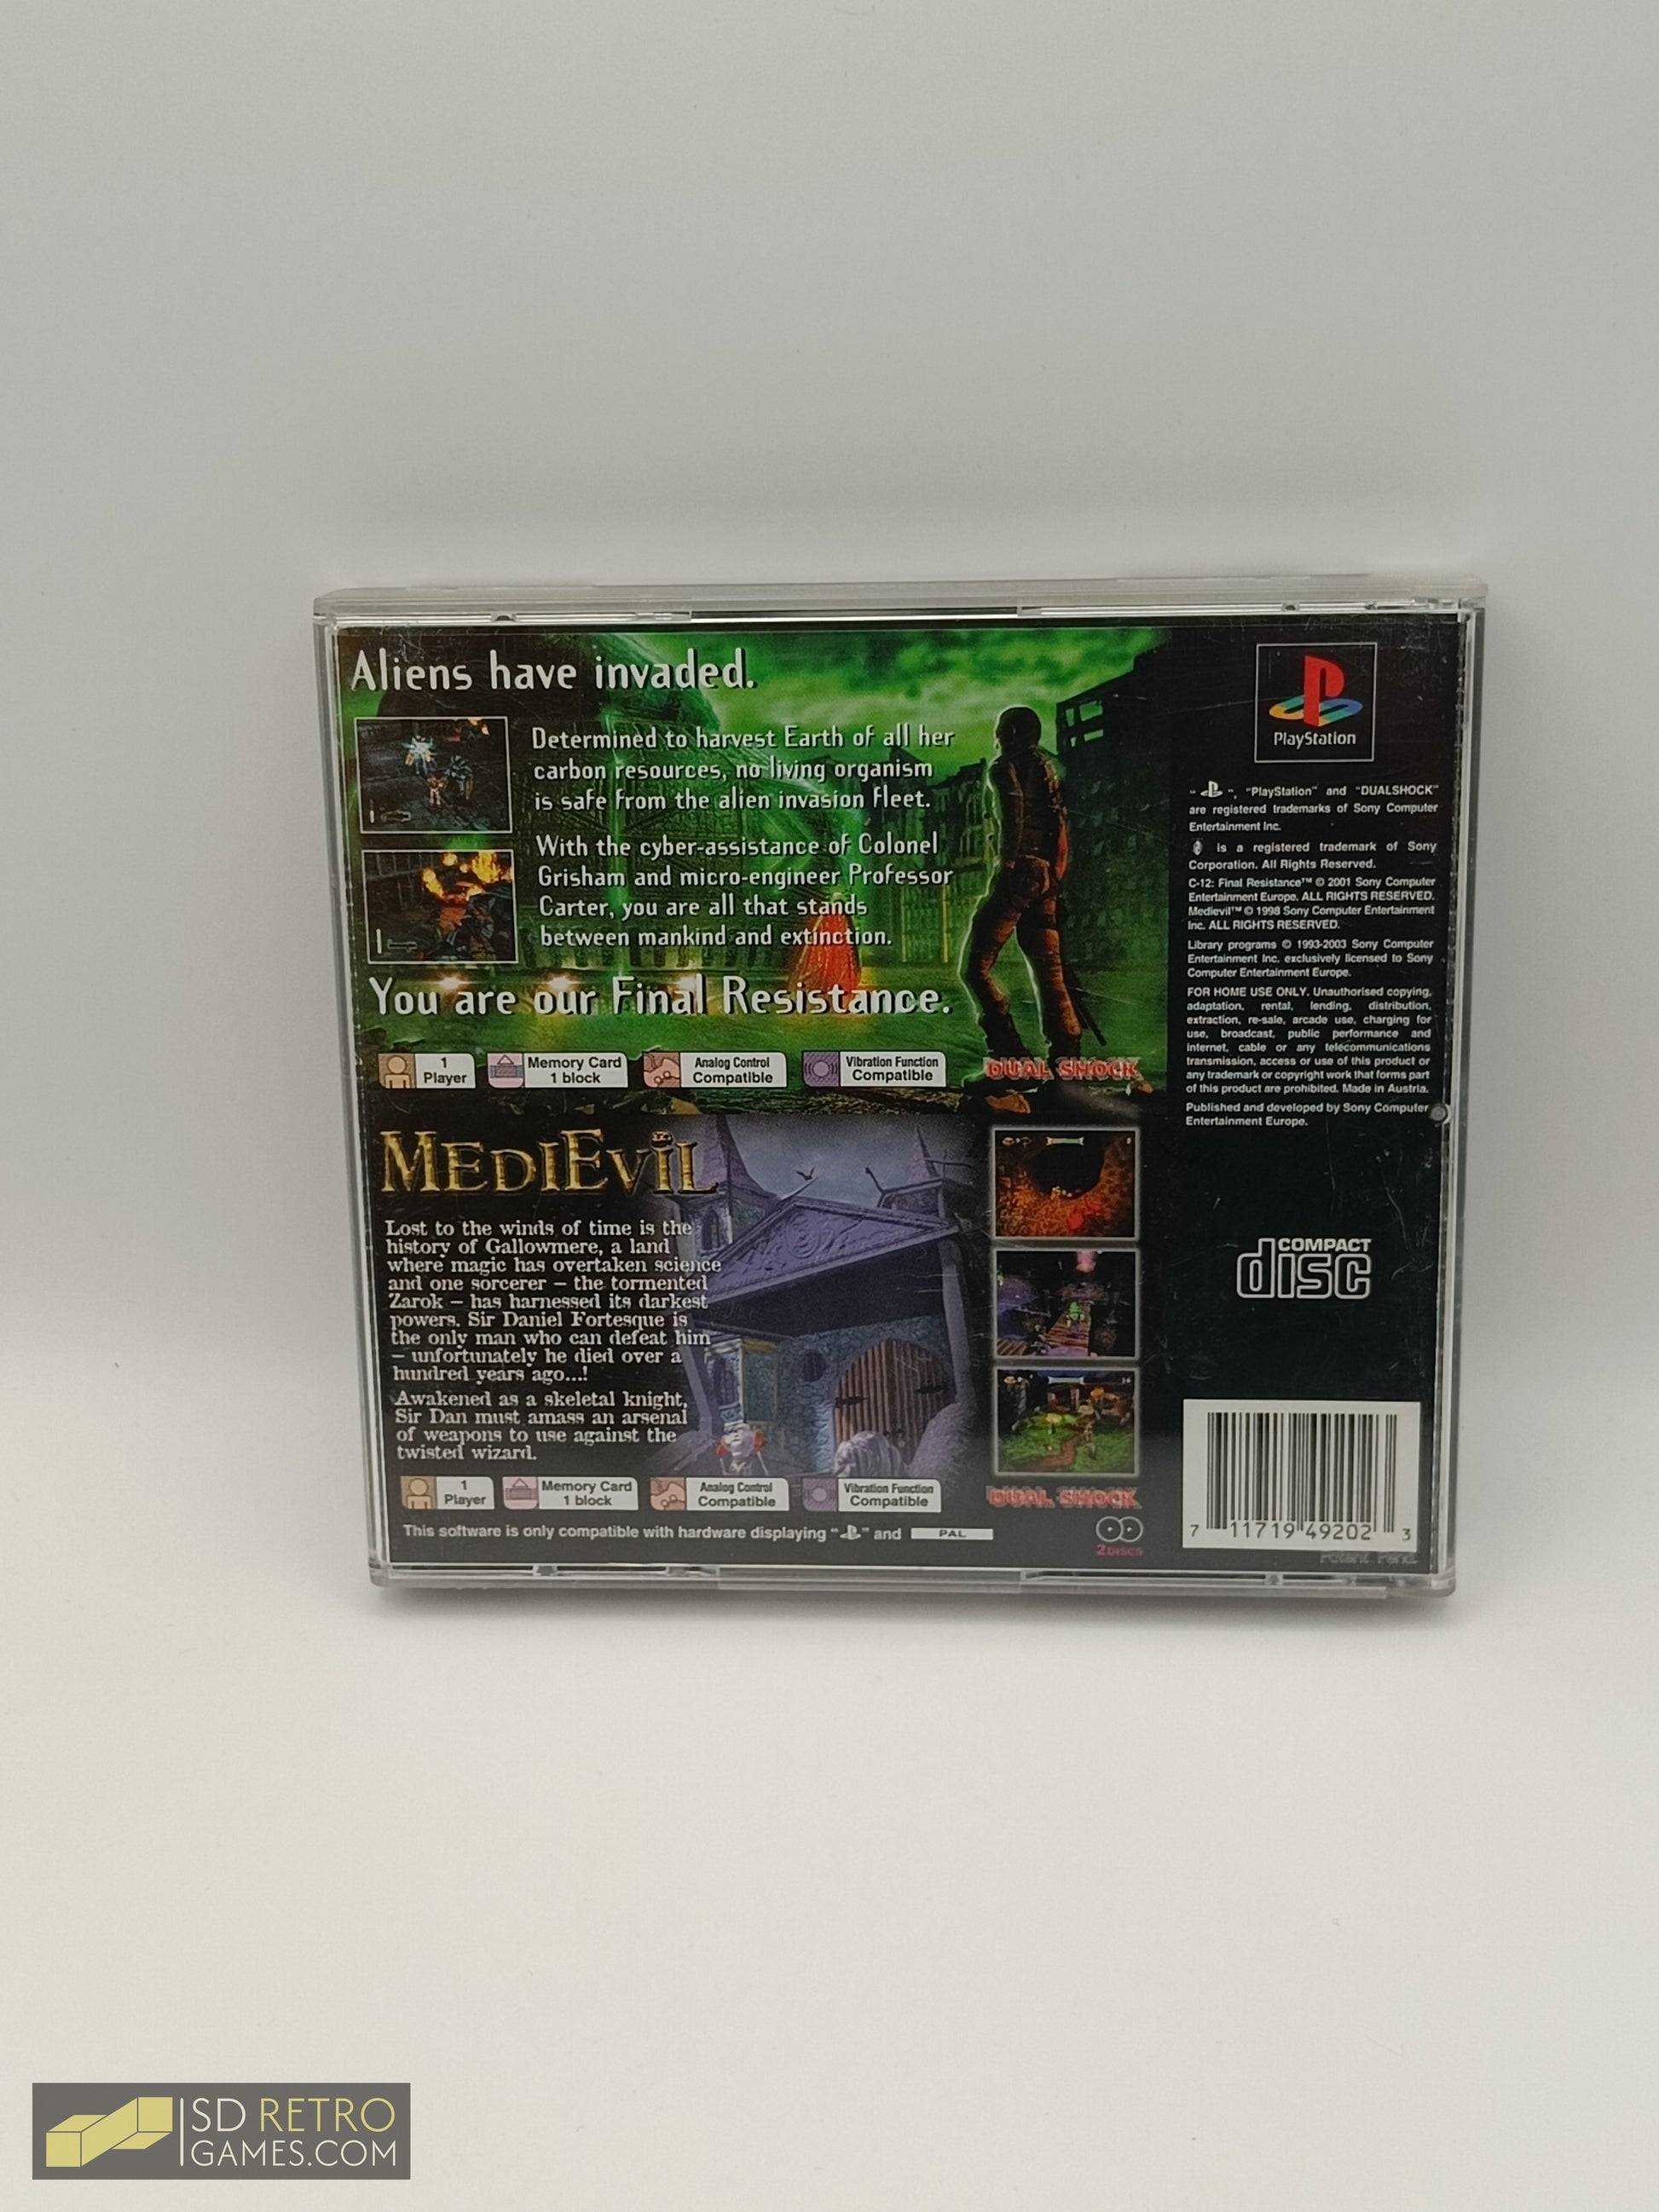 Aliens have invaded.
Determined to harvest Earth of all her
carbon resources, no living organism
is safe from the alien invasion fleet.
With the cyber-assistance of Colonel
Grisham and micro-engineer Professor
Carter, you are all that stands
between mankind and extinction.
You are our Final Resistance.
1
Player
Memory Card
1 block
Analog Control
Compatible
Vibration Function
Compatible
DUAL SHOCK
MEDIEVIL
Lost to the winds of time is the
history of Gallowmere, a land
where magic has overtaken science
and one sorcerer – the tormented
Zarok – has harnessed its darkest
powers. Sir Daniel Fortesque is
the only man who can defeat him
– unfortunately he died over a
hundred years ago...!
Awakened as a skeletal knight,
Sir Dan must amass an arsenal
of weapons to use against the
twisted wizard.
1
Player
Memory Card
1 block
Analog Control
Compatible
Vibration Function
Compatible
DUAL SHOCK
This software is only compatible with hardware displaying " " and PAL
2 DISCS
PlayStation
" ", "PlayStation" and "DUALSHOCK"
are registered trademarks of Sony Computer
Entertainment Inc.
is a registered trademark of Sony
Corporation. All Rights Reserved.
C-12: Final Resistance™ © 2001 Sony Computer
Entertainment Europe. ALL RIGHTS RESERVED.
Medievil™ © 1998 Sony Computer Entertainment
Inc. ALL RIGHTS RESERVED.
Library programs © 1993-2003 Sony Computer
Entertainment Inc. exclusively licensed to Sony
Computer Entertainment Europe.
FOR HOME USE ONLY. Unauthorised copying,
adaptation, rental, lending, distribution,
extraction, re-sale, arcade use, charging for
use, broadcast, public performance and
internet, cable or any telecommunications
transmission, access or use of this product or
any trademark or copyright work that forms part
of this product are prohibited. Made in Austria.
Published and developed by Sony Computer
Entertainment Europe.
COMPACT
disc
7 11719 49202 3
SD RETRO
GAMES.COM